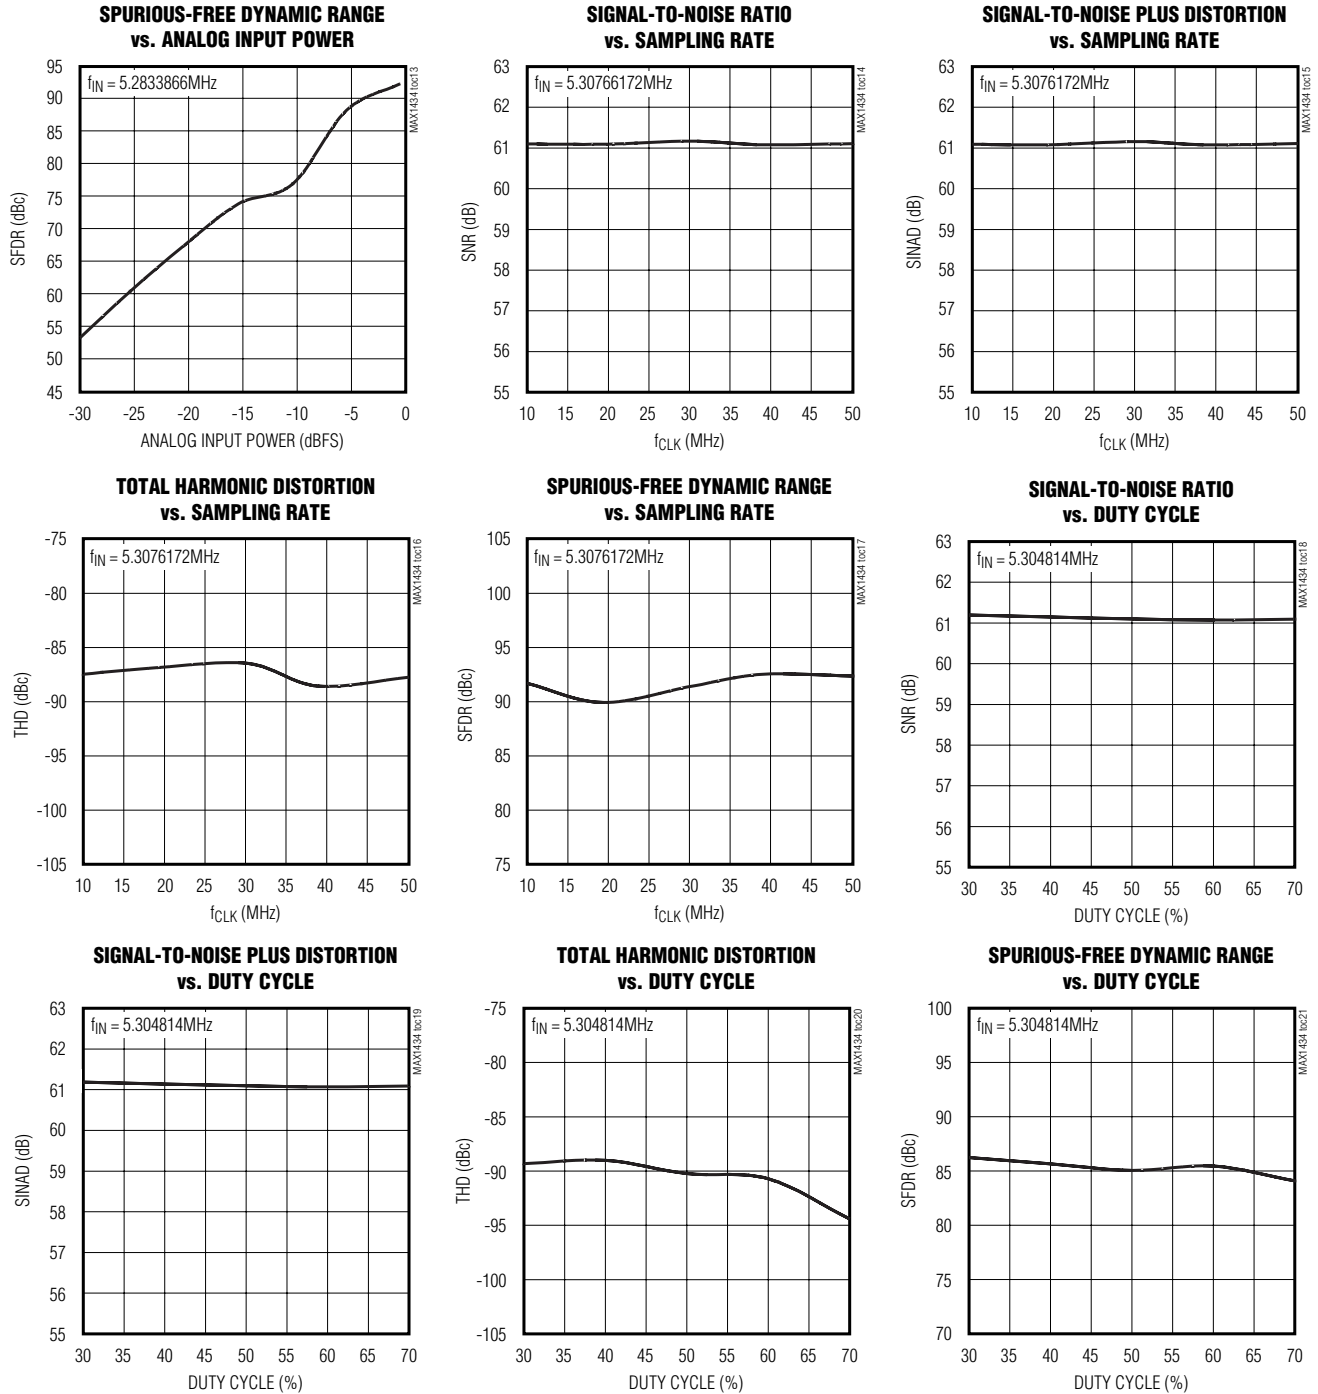 SPURIOUS-FREE DYNAMIC RANGE
vs. ANALOG INPUT POWER
fIN = 5.2833866MHz
MAX1434 toc13
SFDR (dBc)
95
90
85
80
75
70
65
60
55
50
45
-30 -25 -20 -15 -10 -5 0
ANALOG INPUT POWER (dBFS)
SIGNAL-TO-NOISE RATIO
vs. SAMPLING RATE
fIN = 5.30766172MHz
MAX1434 toc14
SNR (dB)
63
62
61
60
59
58
57
56
55
10 15 20 25 30 35 40 45 50
fCLK (MHz)
SIGNAL-TO-NOISE PLUS DISTORTION
vs. SAMPLING RATE
fIN = 5.3076172MHz
MAX1434 toc15
SINAD (dB)
63
62
61
60
59
58
57
56
55
10 15 20 25 30 35 40 45 50
fCLK (MHz)
TOTAL HARMONIC DISTORTION
vs. SAMPLING RATE
fIN = 5.3076172MHz
MAX1434 toc16
THD (dBc)
-75
-80
-85
-90
-95
-100
-105
10 15 20 25 30 35 40 45 50
fCLK (MHz)
SPURIOUS-FREE DYNAMIC RANGE
vs. SAMPLING RATE
fIN = 5.3076172MHz
MAX1434 toc17
SFDR (dBc)
105
100
95
90
85
80
75
10 15 20 25 30 35 40 45 50
fCLK (MHz)
SIGNAL-TO-NOISE RATIO
vs. DUTY CYCLE
fIN = 5.304814MHz
MAX1434 toc18
SNR (dB)
63
62
61
60
59
58
57
56
55
30 35 40 45 50 55 60 65 70
DUTY CYCLE (%)
SIGNAL-TO-NOISE PLUS DISTORTION
vs. DUTY CYCLE
fIN = 5.304814MHz
MAX1434 toc19
SINAD (dB)
63
62
61
60
59
58
57
56
55
30 35 40 45 50 55 60 65 70
DUTY CYCLE (%)
TOTAL HARMONIC DISTORTION
vs. DUTY CYCLE
fIN = 5.304814MHz
MAX1434 toc20
THD (dBc)
-75
-80
-85
-90
-95
-100
-105
30 35 40 45 50 55 60 65 70
DUTY CYCLE (%)
SPURIOUS-FREE DYNAMIC RANGE
vs. DUTY CYCLE
fIN = 5.304814MHz
MAX1434 toc21
SFDR (dBc)
100
95
90
85
80
75
70
30 35 40 45 50 55 60 65 70
DUTY CYCLE (%)